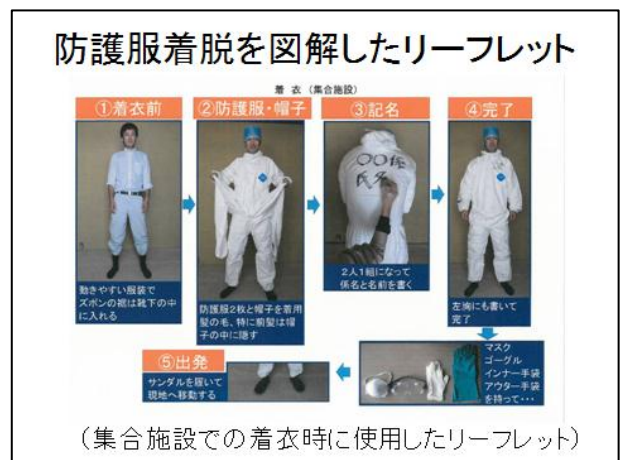 防護服着脱を図解したリーフレット
着 衣（集合施設）
①着衣前
②防護服・帽子
③記名
④完了
〇〇係
氏名
動きやすい服装で
ズボンの裾は靴下の中
に入れる
防護服2枚と帽子を着用
髪の毛、特に前髪は帽
子の中に隠す
2人1組になって
係名と名前を書く
左胸にも書いて
完了
マスク
ゴーグル
インナー手袋
アウター手袋
を持って・・・
⑤出発
サンダルを履いて
現地へ移動する
（集合施設での着衣時に使用したリーフレット）